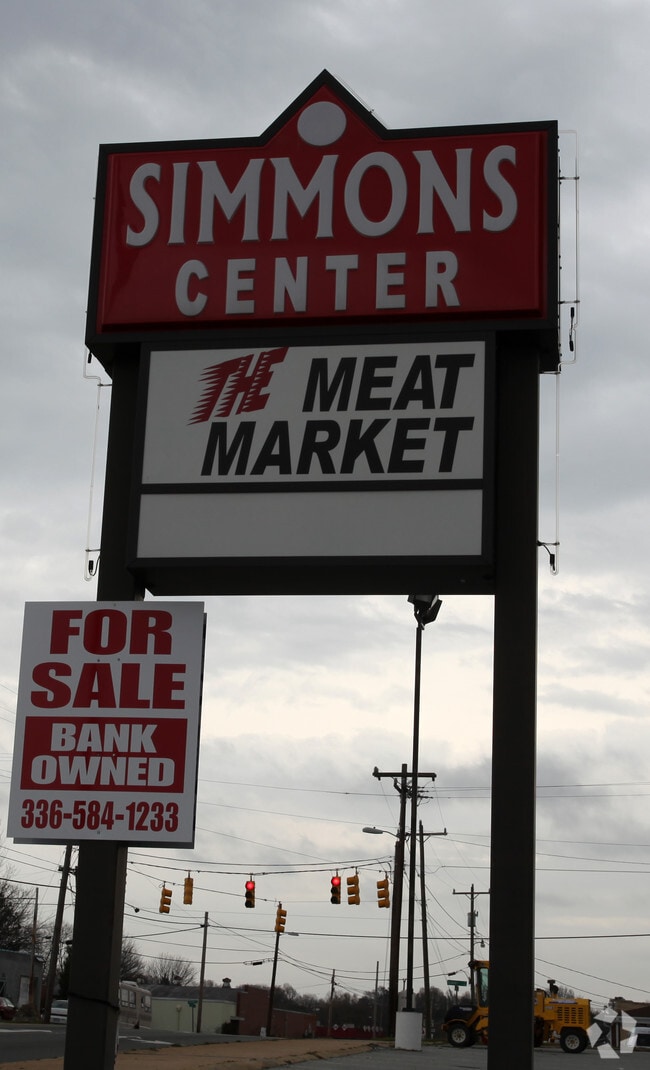 SIMMONS
CENTER
THE MEAT
MARKET
FOR
SALE
BANK
OWNED
336-584-1233